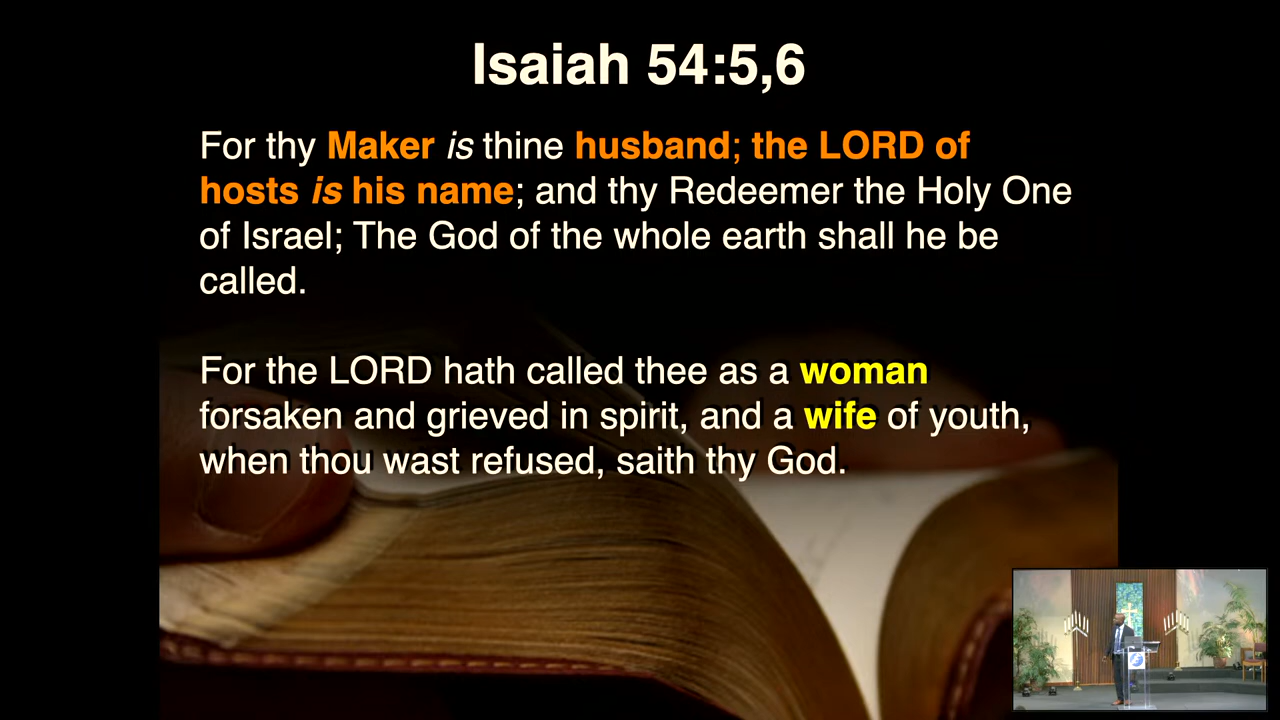 Isaiah 54:5,6
For thy Maker is thine husband; the LORD of
hosts is his name; and thy Redeemer the Holy One
of Israel; The God of the whole earth shall he be
called.
For the LORD hath called thee as a woman
forsaken and grieved in spirit, and a wife of youth,
when thou wast refused, saith thy God.